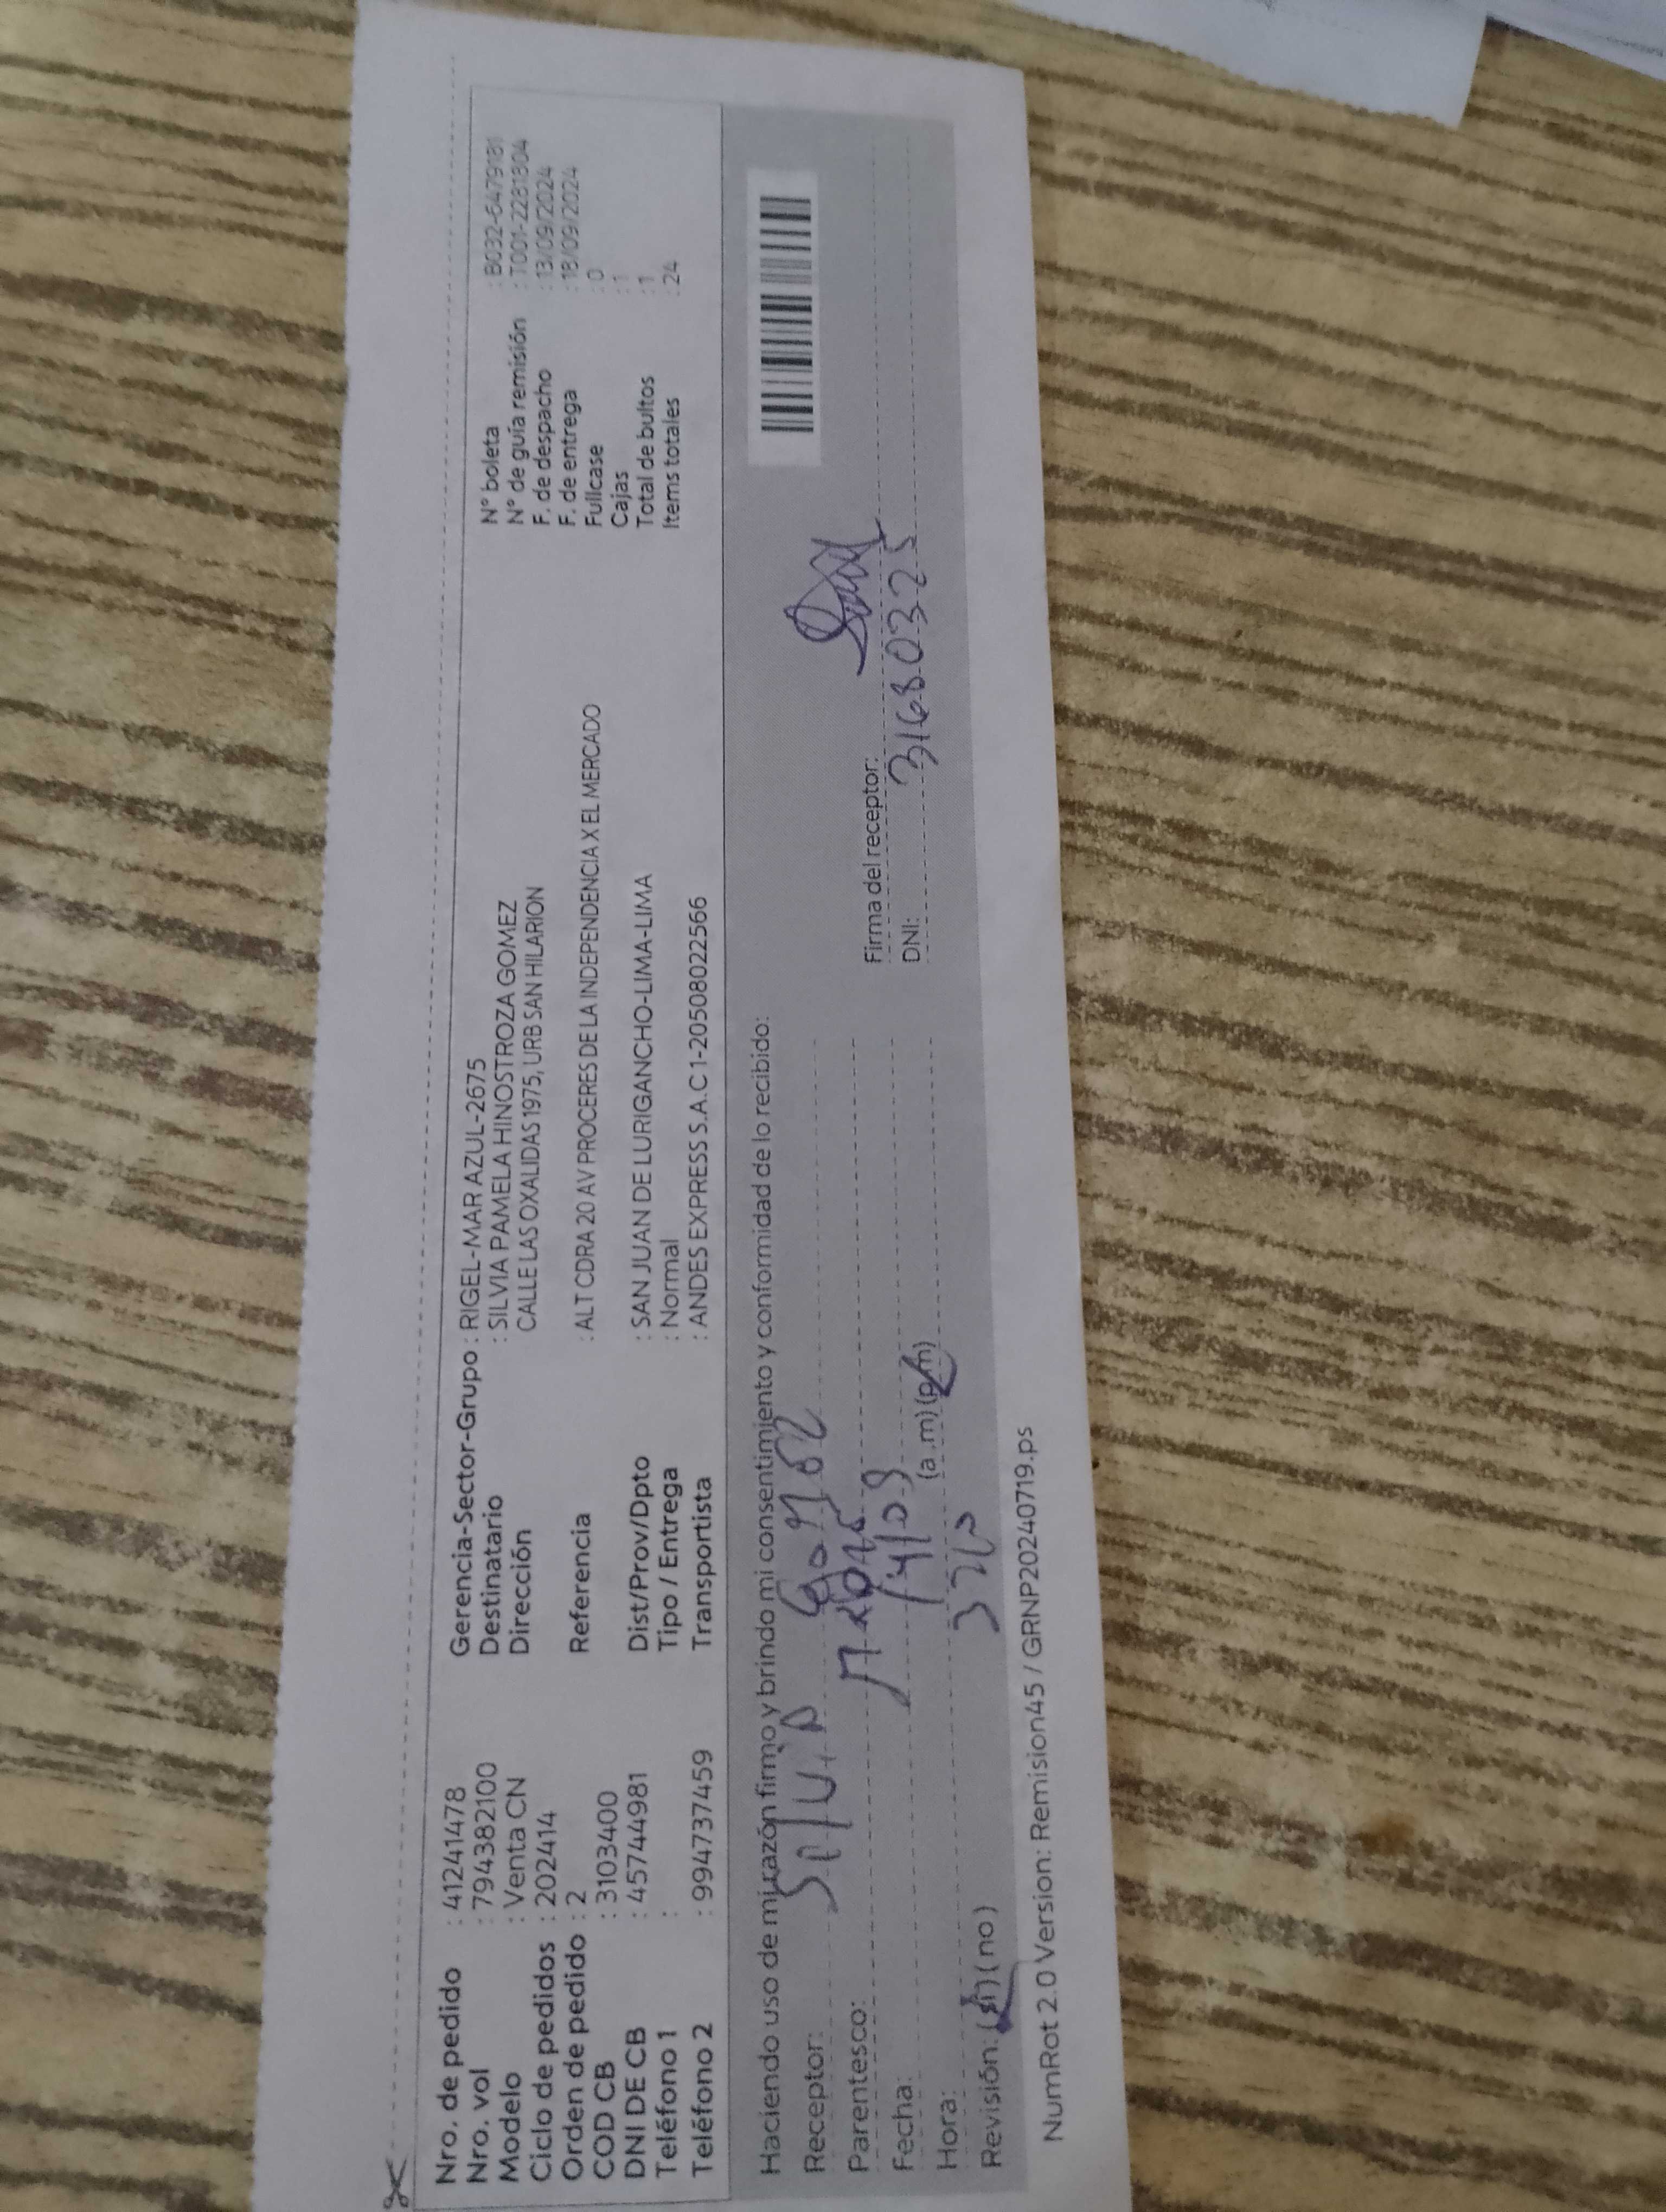 Nro. de pedido : 41241478
Nro. vol : 794382100
Modelo : Venta CN
Ciclo de pedidos : 202414
Orden de pedido : 2
COD CB : 3103400
DNI DE CB : 45744981
Teléfono 1 :
Teléfono 2 : 994737459
Gerencia-Sector-Grupo : RIGEL-MAR AZUL-2675
Destinatario : SILVIA PAMELA HINOSTROZA GOMEZ
Dirección CALLE LAS OXALIDAS 1975, URB SAN HILARION
Referencia : ALT CDRA 20 AV PROCERES DE LA INDEPENDENCIA X EL MERCADO
Dist/Prov/Dpto : SAN JUAN DE LURIGANCHO-LIMA-LIMA
Tipo / Entrega : Normal
Transportista : ANDES EXPRESS S.A.C 1-20508022566
N° boleta : B032-6479181
N° de guía remisión : T001-2281804
F. de despacho : 13/09/2024
F. de entrega : 18/09/2024
Fullcase : 0
Cajas : 1
Total de bultos : 1
Items totales : 24
Haciendo uso de mi razón firmo y brindo mi consentimiento y conformidad de lo recibido:
Receptor:
Parentesco:
Fecha:
Hora: (a.m)(p.m)
Revisión: (si)(no)
Firma del receptor:
DNI: 31680325
NumRot 2.0 Version: Remision45 / GRNP20240719.ps